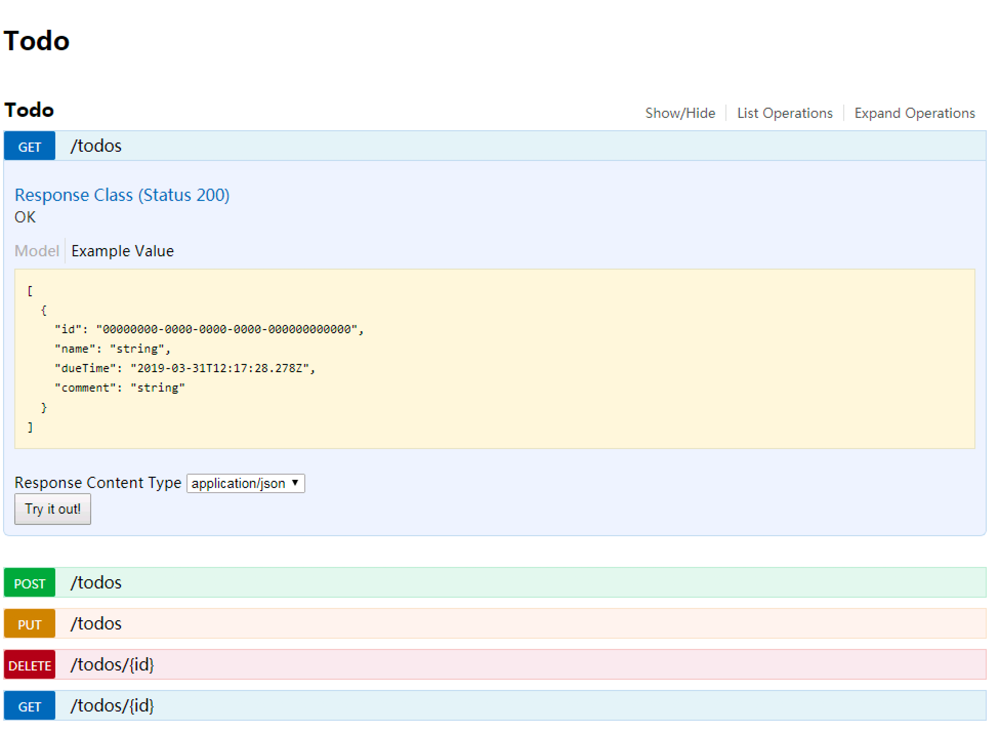 Todo
Todo
Show/Hide List Operations Expand Operations
GET /todos
Response Class (Status 200)
OK
Model Example Value
[
  {
    "id": "00000000-0000-0000-0000-000000000000",
    "name": "string",
    "dueTime": "2019-03-31T12:17:28.278Z",
    "comment": "string"
  }
]
Response Content Type application/json ▼
Try it out!
POST /todos
PUT /todos
DELETE /todos/{id}
GET /todos/{id}